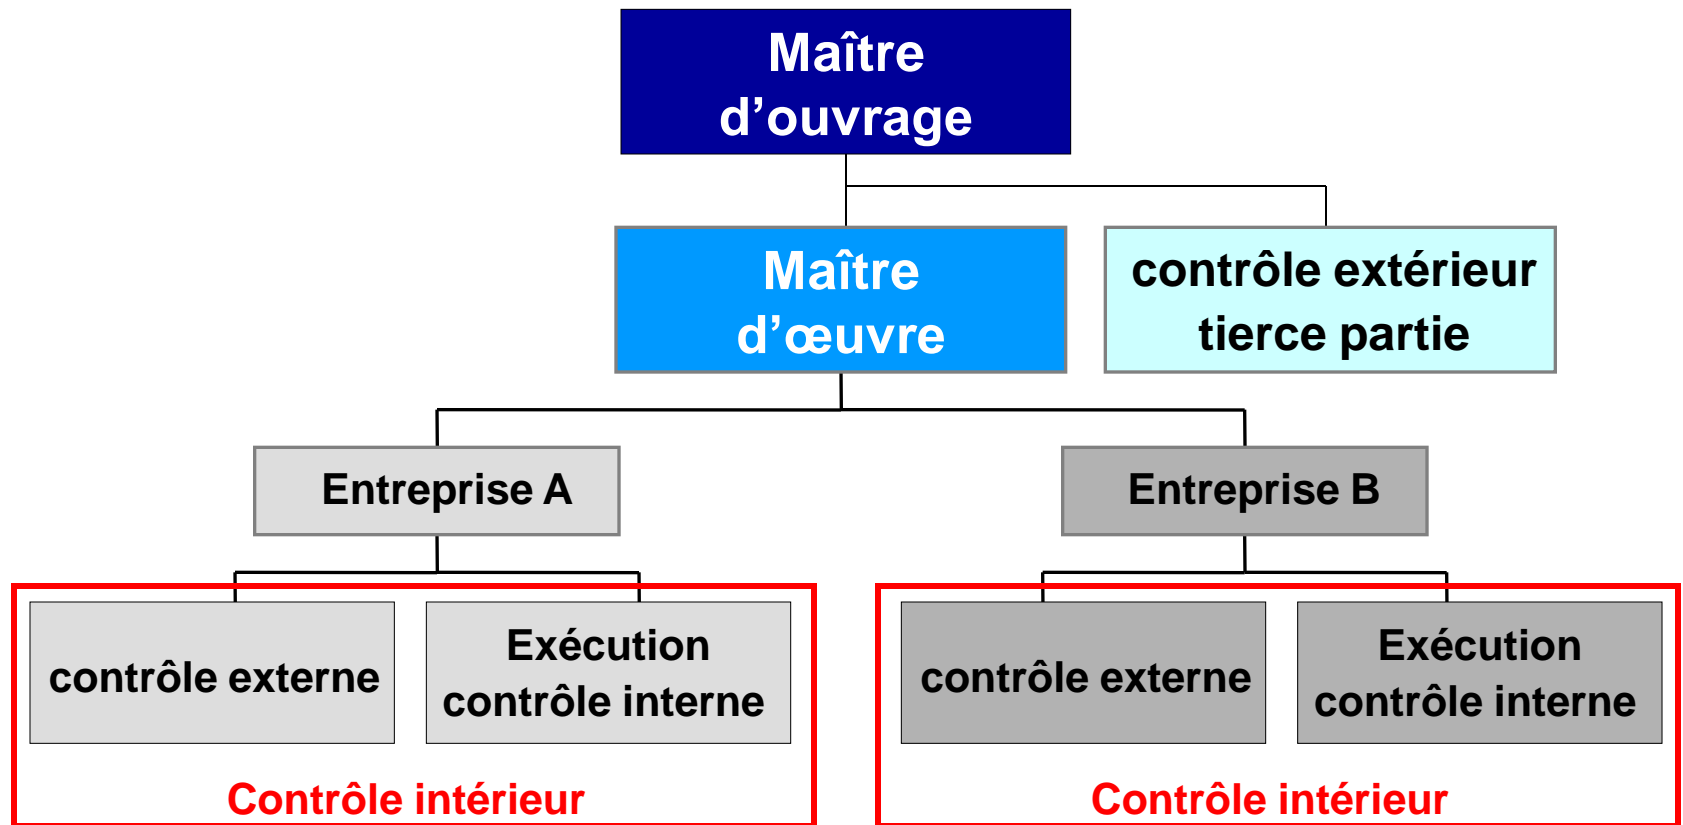 Maître
d’ouvrage
Maître
d’œuvre
contrôle extérieur
tierce partie
Entreprise A
Entreprise B
contrôle externe
Exécution
contrôle interne
contrôle externe
Exécution
contrôle interne
Contrôle intérieur
Contrôle intérieur